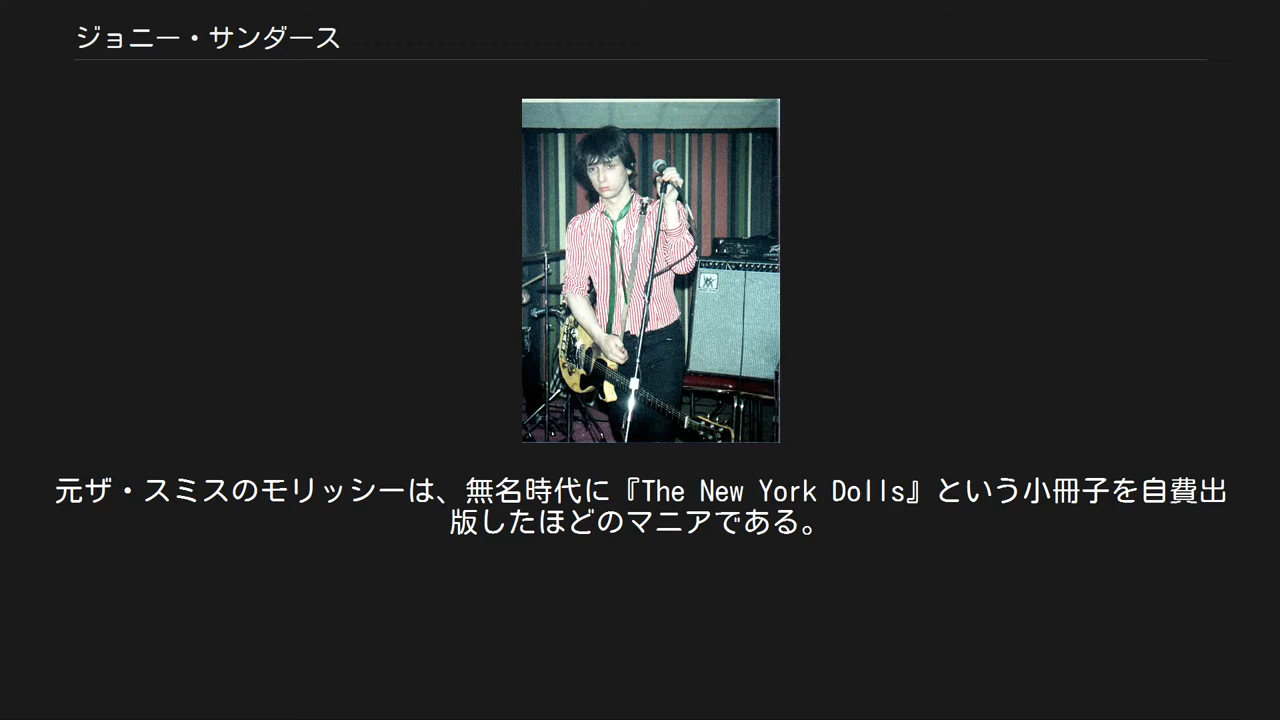 ジョニー・サンダース
元ザ・スミスのモリッシーは、無名時代に『The New York Dolls』という小冊子を自費出
版したほどのマニアである。